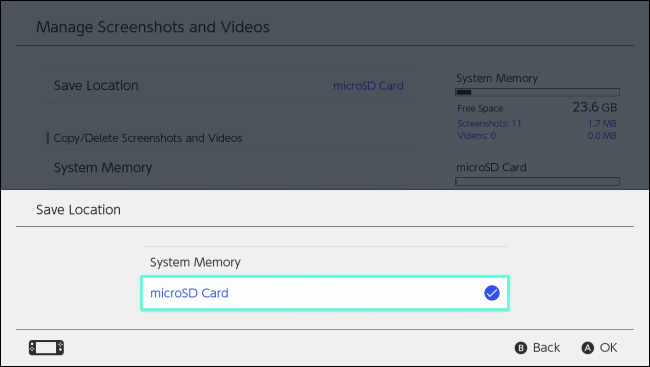 Manage Screenshots and Videos
Save Location microSD Card
Copy/Delete Screenshots and Videos
System Memory
System Memory
Free Space 23.6 GB
Screenshots: 11 1.7 MB
Videos: 0 0.0 MB
microSD Card
Save Location
System Memory
microSD Card
B Back A OK